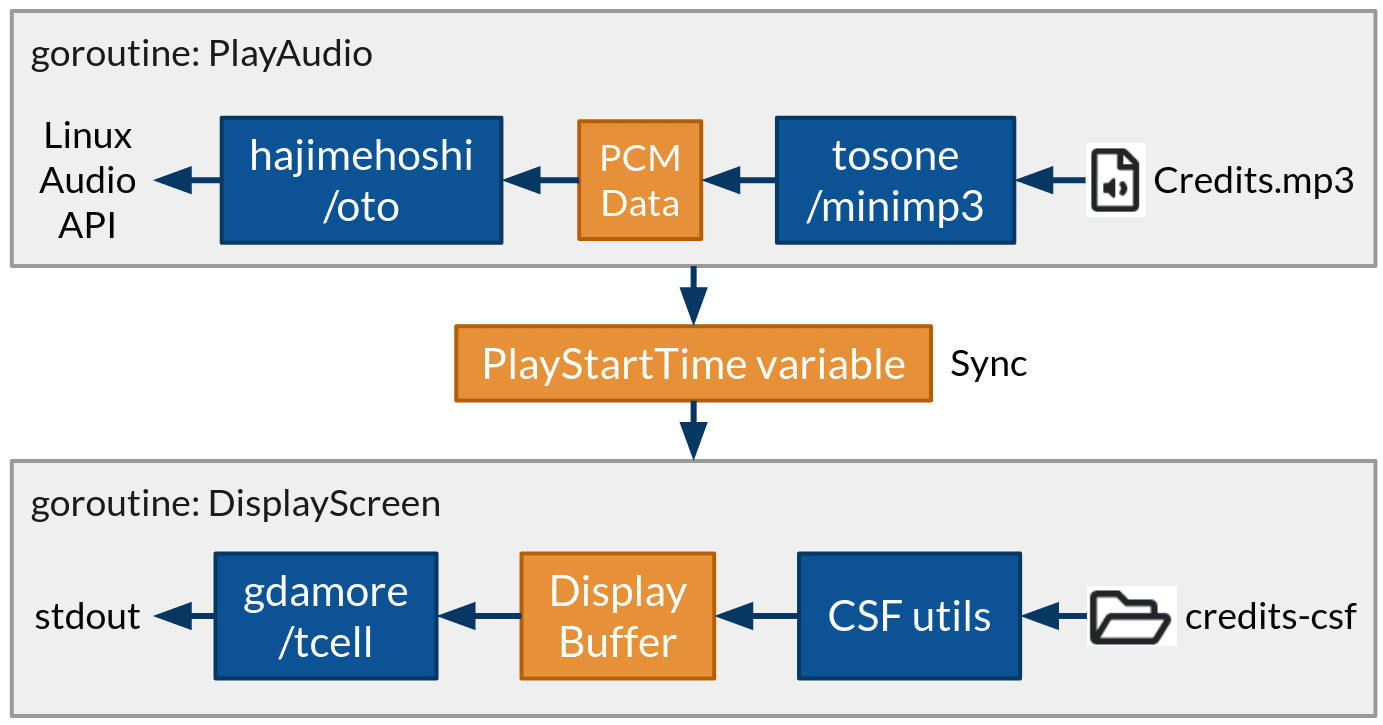 goroutine: PlayAudio
Linux
Audio
API
hajimehoshi
/oto
PCM
Data
tosone
/minimp3
Credits.mp3
PlayStartTime variable
Sync
goroutine: DisplayScreen
stdout
gdamore
/tcell
Display
Buffer
CSF utils
credits-csf